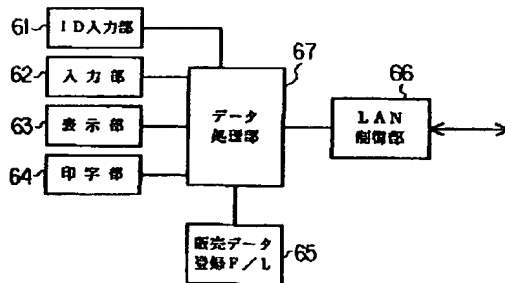 61
ID入力部
62
入力部
63
表示部
64
印字部
67
データ
処理部
66
LAN
制御部
販売データ
登録F/L
65